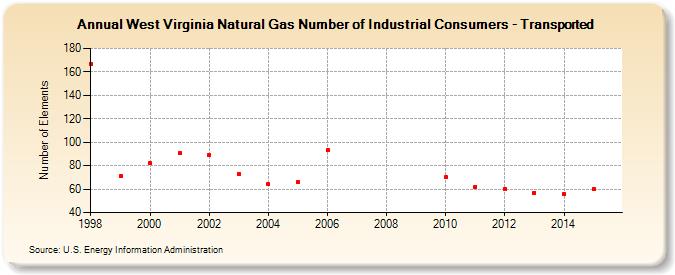 Annual West Virginia Natural Gas Number of Industrial Consumers - Transported
Number of Elements
180
160
140
120
100
80
60
40
1998 2000 2002 2004 2006 2008 2010 2012 2014
Source: U.S. Energy Information Administration